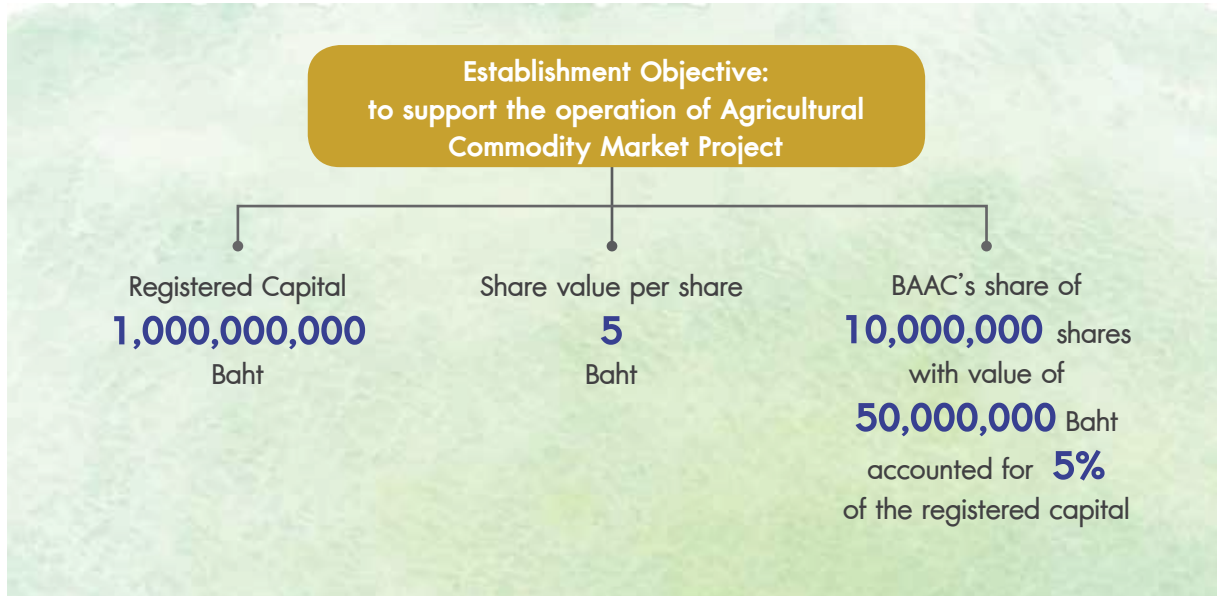 Establishment Objective:
to support the operation of Agricultural
Commodity Market Project
Registered Capital
1,000,000,000
Baht
Share value per share
5
Baht
BAAC's share of
10,000,000 shares
with value of
50,000,000 Baht
accounted for 5%
of the registered capital